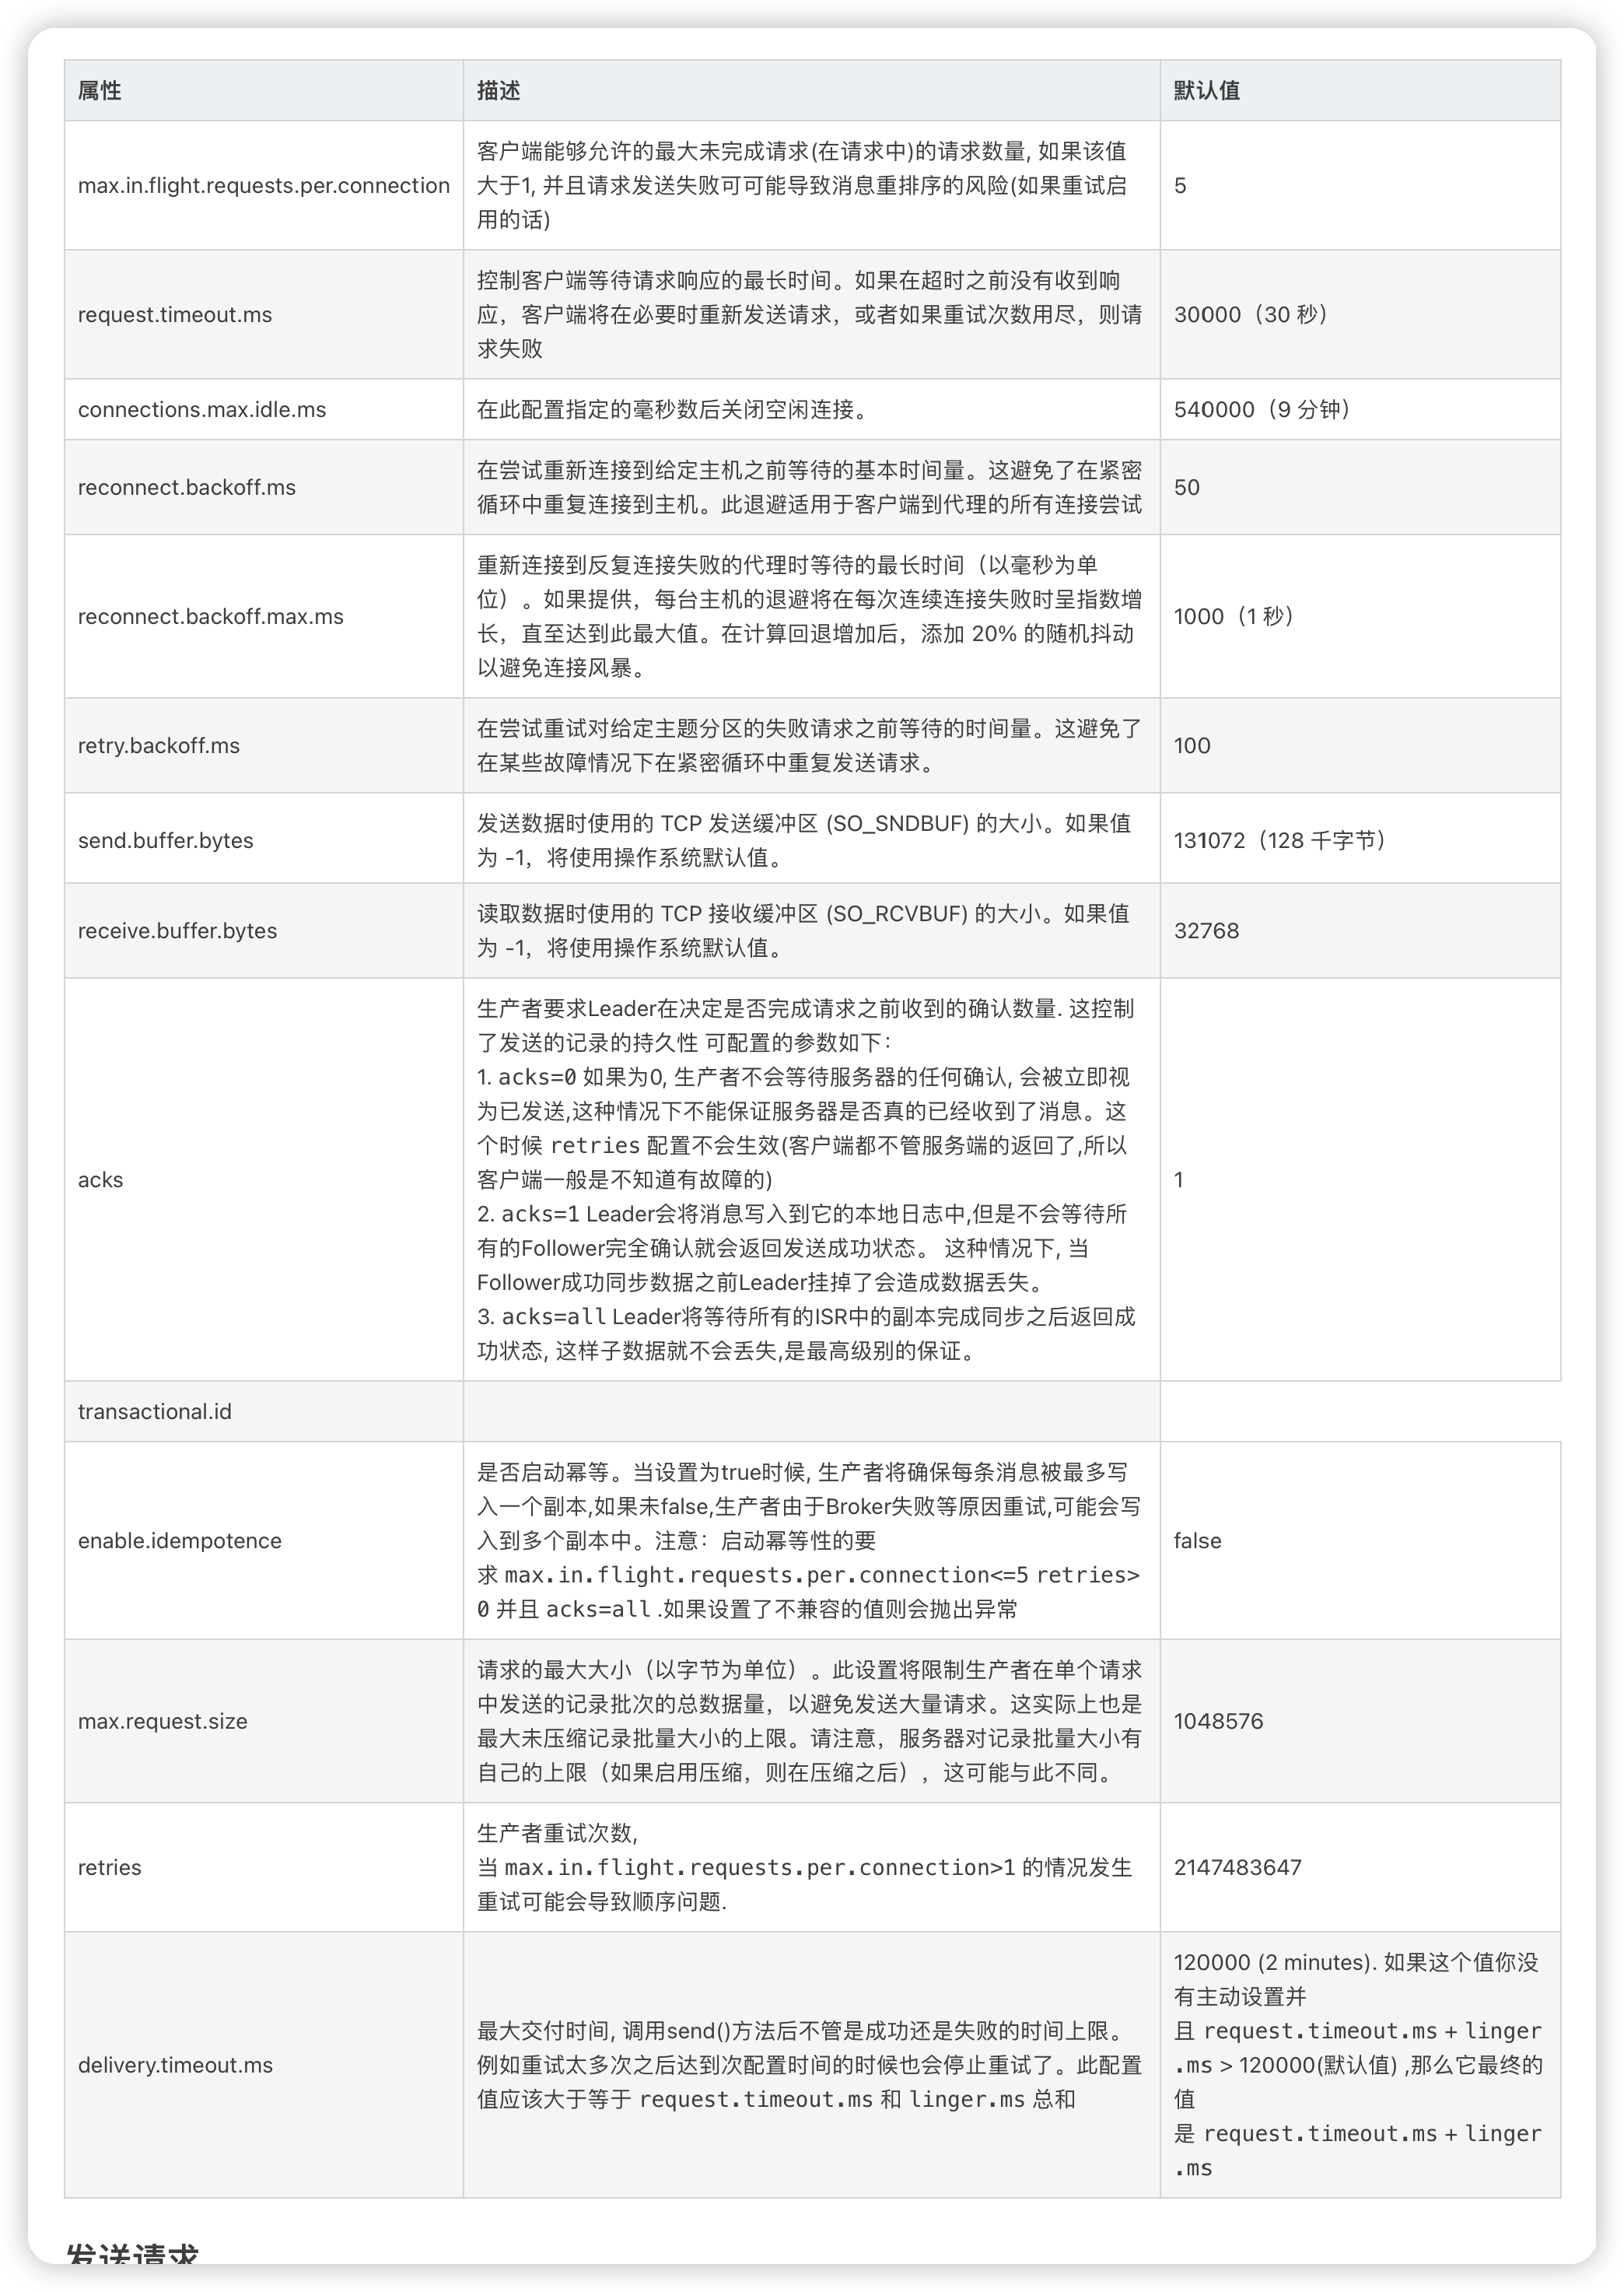 属性 描述 默认值
max.in.flight.requests.per.connection
客户端能够允许的最大未完成请求(在请求中)的请求数量, 如果该值
大于1, 并且请求发送失败可可能导致消息重排序的风险(如果重试启
用的话)
5
request.timeout.ms
控制客户端等待请求响应的最长时间。如果在超时之前没有收到响
应，客户端将在必要时重新发送请求，或者如果重试次数用尽，则请
求失败
30000（30 秒）
connections.max.idle.ms
在此配置指定的毫秒数后关闭空闲连接。
540000（9 分钟）
reconnect.backoff.ms
在尝试重新连接到给定主机之前等待的基本时间量。这避免了在紧密
循环中重复连接到主机。此退避适用于客户端到代理的所有连接尝试
50
reconnect.backoff.max.ms
重新连接到反复连接失败的代理时等待的最长时间（以毫秒为单
位）。如果提供，每台主机的退避将在每次连续连接失败时呈指数增
长，直至达到此最大值。在计算回退增加后，添加 20% 的随机抖动
以避免连接风暴。
1000（1 秒）
retry.backoff.ms
在尝试重试对给定主题分区的失败请求之前等待的时间量。这避免了
在某些故障情况下在紧密循环中重复发送请求。
100
send.buffer.bytes
发送数据时使用的 TCP 发送缓冲区 (SO_SNDBUF) 的大小。如果值
为 -1，将使用操作系统默认值。
131072（128 千字节）
receive.buffer.bytes
读取数据时使用的 TCP 接收缓冲区 (SO_RCVBUF) 的大小。如果值
为 -1，将使用操作系统默认值。
32768
acks
生产者要求Leader在决定是否完成请求之前收到的确认数量. 这控制
了发送的记录的持久性 可配置的参数如下：
1. acks=0 如果为0, 生产者不会等待服务器的任何确认, 会被立即视
为已发送,这种情况下不能保证服务器是否真的已经收到了消息。这
个时候 retries 配置不会生效(客户端都不管服务端的返回了,所以
客户端一般是不知道有故障的)
2. acks=1 Leader会将消息写入到它的本地日志中,但是不会等待所
有的Follower完全确认就会返回发送成功状态。 这种情况下, 当
Follower成功同步数据之前Leader挂掉了会造成数据丢失。
3. acks=all Leader将等待所有的ISR中的副本完成同步之后返回成
功状态, 这样子数据就不会丢失,是最高级别的保证。
1
transactional.id
enable.idempotence
是否启动幂等。当设置为true时候, 生产者将确保每条消息被最多写
入一个副本,如果未false,生产者由于Broker失败等原因重试,可能会写
入到多个副本中。注意：启动幂等性的要
求 max.in.flight.requests.per.connection<=5 retries>
0 并且 acks=all .如果设置了不兼容的值则会抛出异常
false
max.request.size
请求的最大大小（以字节为单位）。此设置将限制生产者在单个请求
中发送的记录批次的总数据量，以避免发送大量请求。这实际上也是
最大未压缩记录批量大小的上限。请注意，服务器对记录批量大小有
自己的上限（如果启用压缩，则在压缩之后），这可能与此不同。
1048576
retries
生产者重试次数,
当 max.in.flight.requests.per.connection>1 的情况发生
重试可能会导致顺序问题.
2147483647
delivery.timeout.ms
最大交付时间, 调用send()方法后不管是成功还是失败的时间上限。
例如重试太多次之后达到次配置时间的时候也会停止重试了。此配置
值应该大于等于 request.timeout.ms 和 linger.ms 总和
120000 (2 minutes). 如果这个值你没
有主动设置并
且 request.timeout.ms + linger
.ms > 120000(默认值) ,那么它最终的
值
是 request.timeout.ms + linger
.ms
发送请求